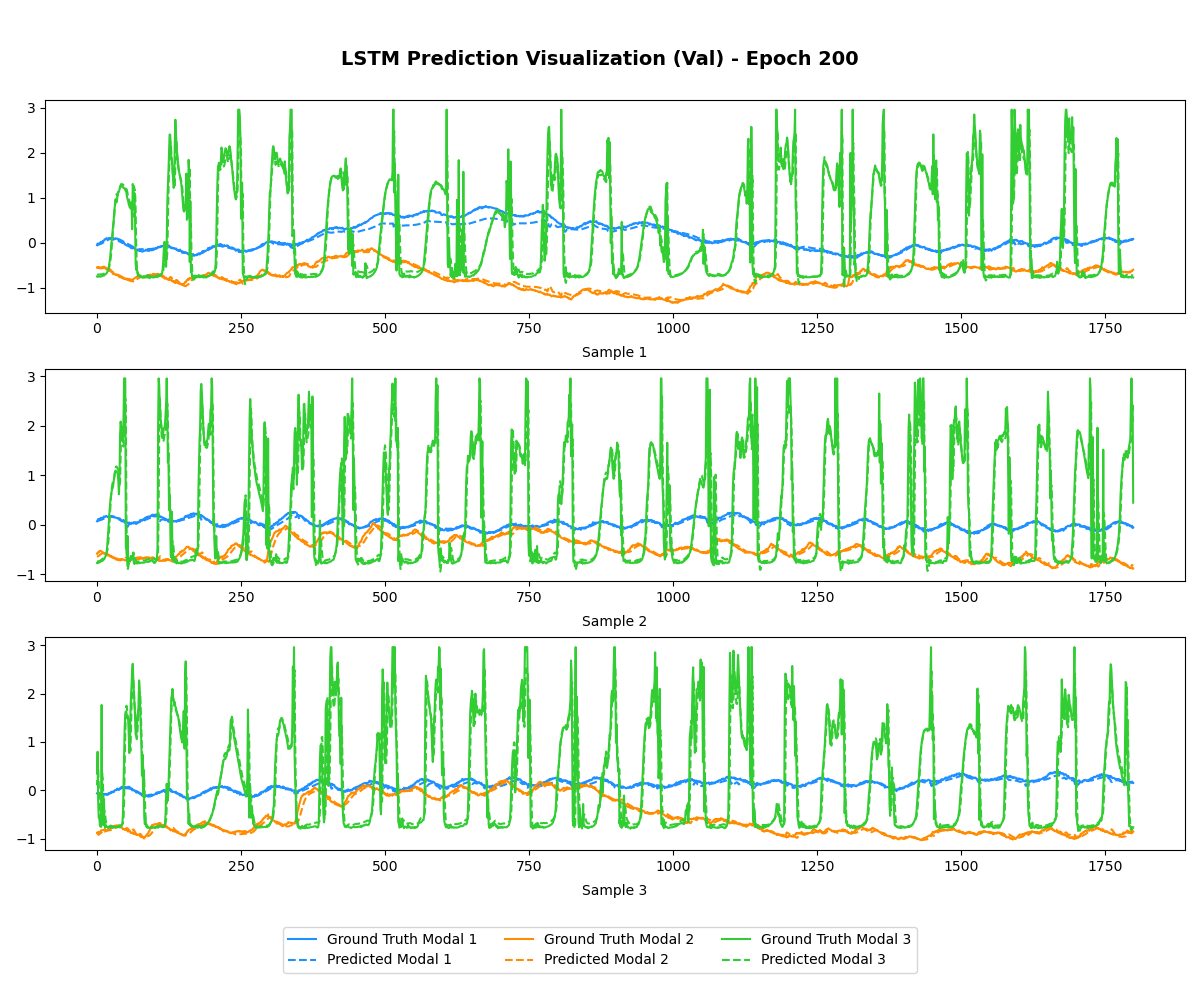 LSTM Prediction Visualization (Val) - Epoch 200
3
2
1
0
−1
0 250 500 750 1000 1250 1500 1750
Sample 1
3
2
1
0
−1
0 250 500 750 1000 1250 1500 1750
Sample 2
3
2
1
0
−1
0 250 500 750 1000 1250 1500 1750
Sample 3
Ground Truth Modal 1 Ground Truth Modal 2 Ground Truth Modal 3
Predicted Modal 1 Predicted Modal 2 Predicted Modal 3